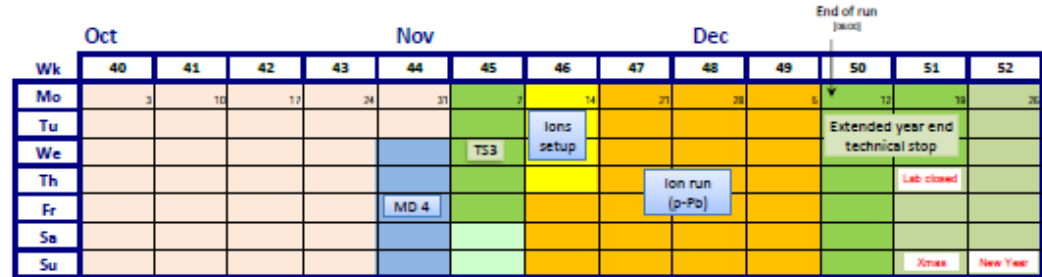 End of run
[06:00]
Oct Nov Dec
Wk 40 41 42 43 44 45 46 47 48 49 50 51 52
Mo 3 10 17 24 31 7 14 21 28 5 12 19 26
Tu Ions Extended year end
We TS3 setup technical stop
Th Ion run Lab closed
Fr MD 4 (p-Pb)
Sa
Su Xmas New Year